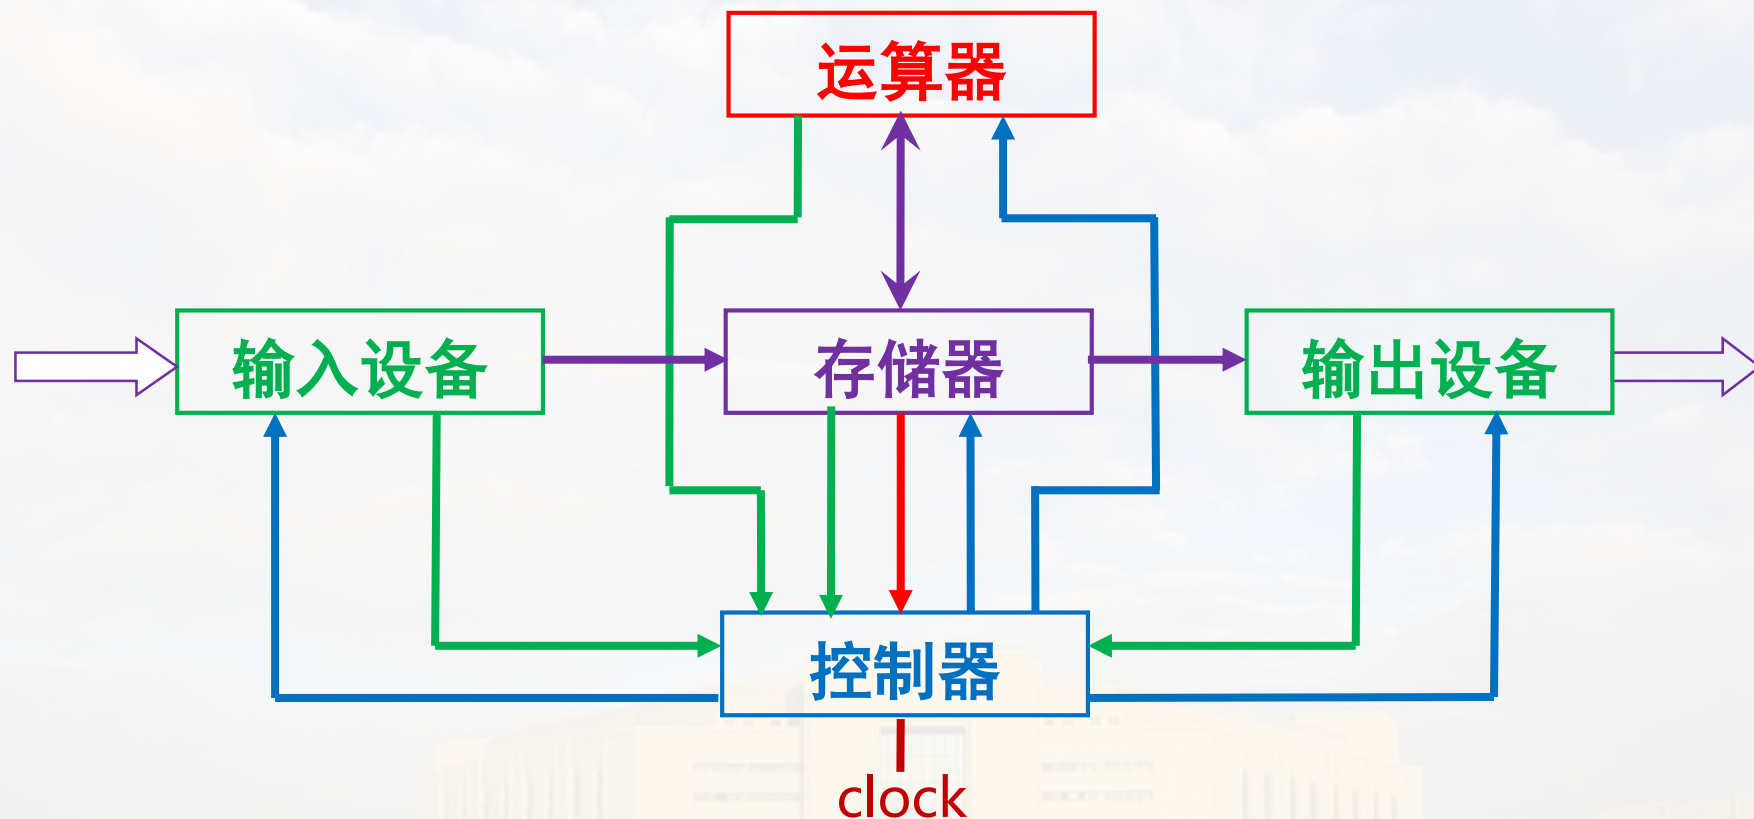 运算器
输入设备
存储器
输出设备
控制器
clock